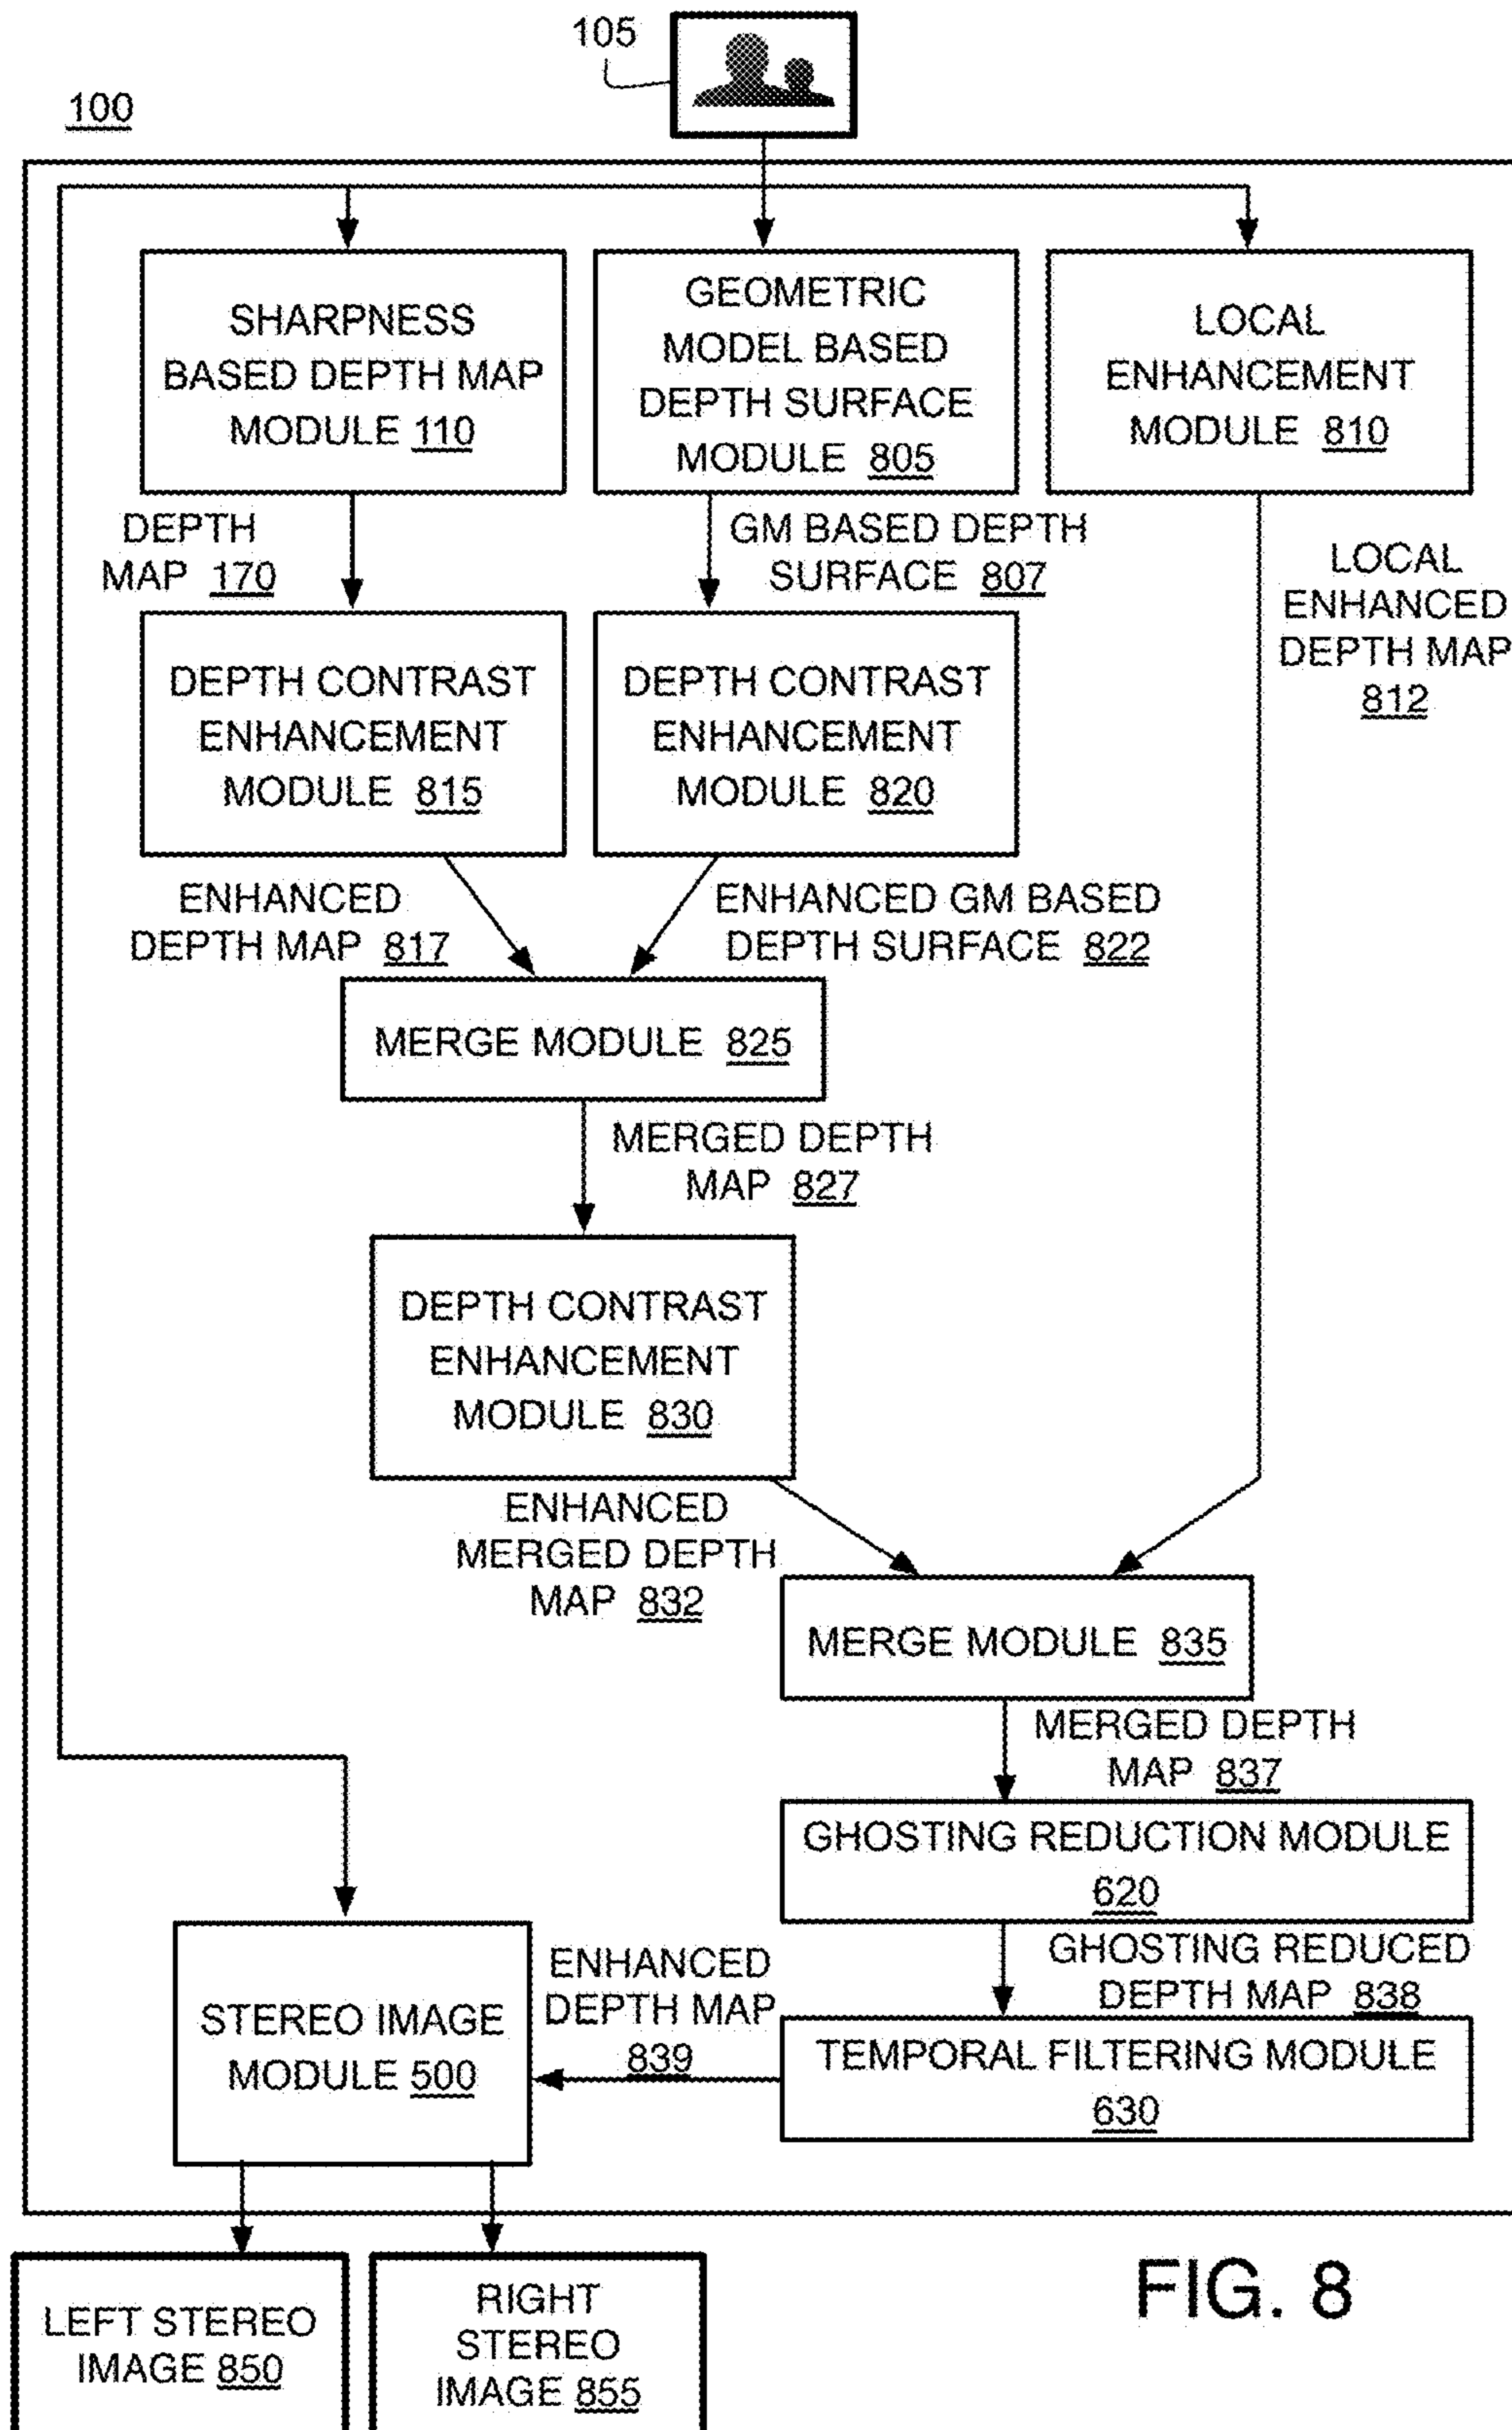 105
100
SHARPNESS
BASED DEPTH MAP
MODULE 110
GEOMETRIC
MODEL BASED
DEPTH SURFACE
MODULE 805
LOCAL
ENHANCEMENT
MODULE 810
DEPTH
MAP 170
GM BASED DEPTH
SURFACE 807
LOCAL
ENHANCED
DEPTH MAP
812
DEPTH CONTRAST
ENHANCEMENT
MODULE 815
DEPTH CONTRAST
ENHANCEMENT
MODULE 820
ENHANCED
DEPTH MAP 817
ENHANCED GM BASED
DEPTH SURFACE 822
MERGE MODULE 825
MERGED DEPTH
MAP 827
DEPTH CONTRAST
ENHANCEMENT
MODULE 830
ENHANCED
MERGED DEPTH
MAP 832
MERGE MODULE 835
MERGED DEPTH
MAP 837
GHOSTING REDUCTION MODULE
620
GHOSTING REDUCED
DEPTH MAP 838
TEMPORAL FILTERING MODULE
630
ENHANCED
DEPTH MAP
839
STEREO IMAGE
MODULE 500
LEFT STEREO
IMAGE 850
RIGHT
STEREO
IMAGE 855
FIG. 8